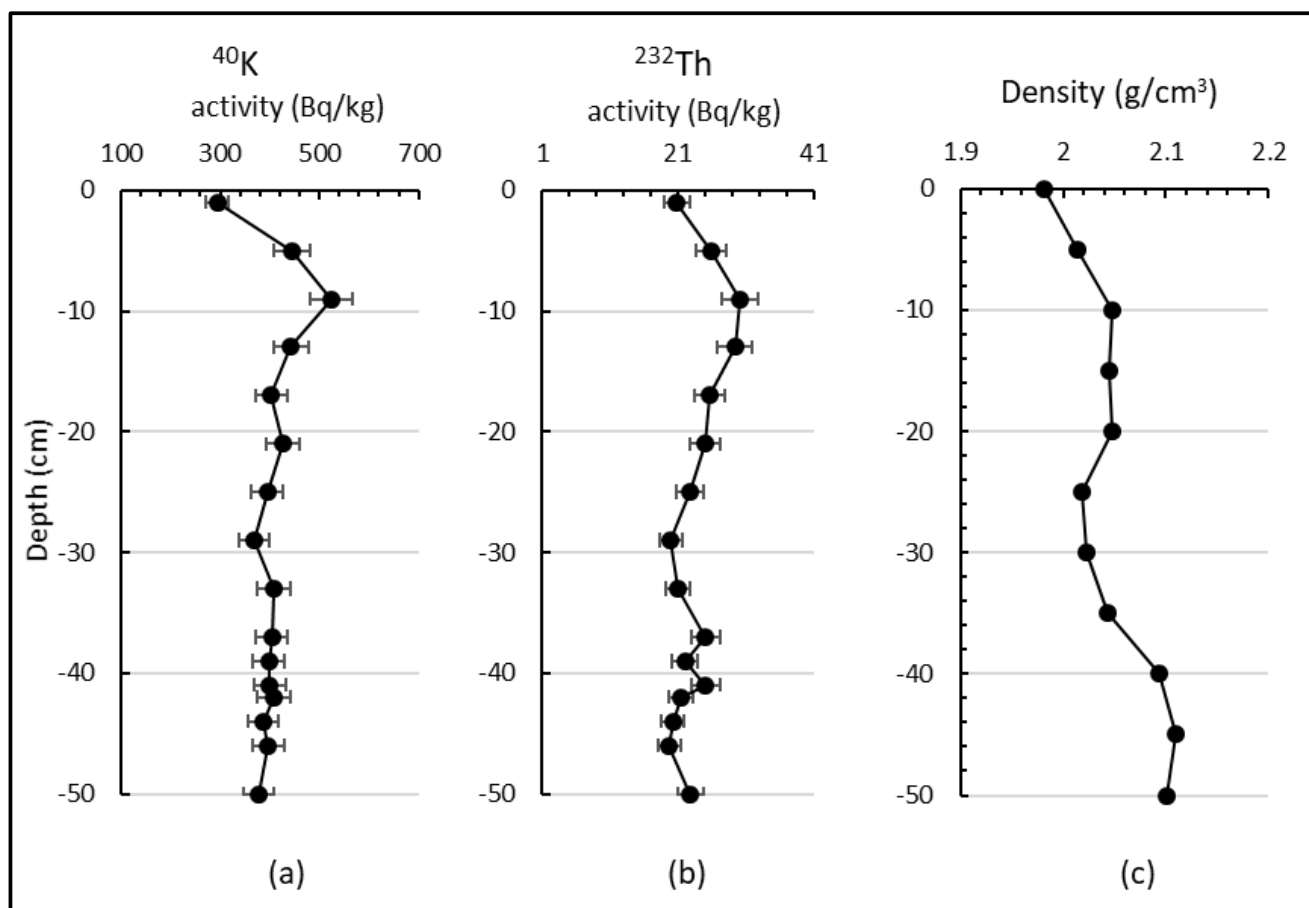 ⁴⁰K
activity (Bq/kg)
100 300 500 700
²³²Th
activity (Bq/kg)
1 21 41
Density (g/cm³)
1.9 2 2.1 2.2
Depth (cm)
0
-10
-20
-30
-40
-50
0
-10
-20
-30
-40
-50
0
-10
-20
-30
-40
-50
(a) (b) (c)